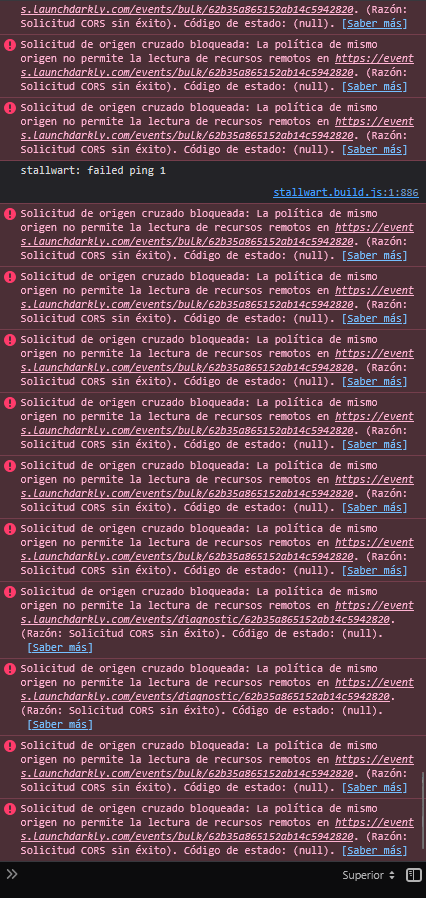 s.launchdarkly.com/events/bulk/62b35a865152ab14c5942820. (Razón:
Solicitud CORS sin éxito). Código de estado: (null). [Saber más]
Solicitud de origen cruzado bloqueada: La política de mismo
origen no permite la lectura de recursos remotos en https://event
s.launchdarkly.com/events/bulk/62b35a865152ab14c5942820. (Razón:
Solicitud CORS sin éxito). Código de estado: (null). [Saber más]
Solicitud de origen cruzado bloqueada: La política de mismo
origen no permite la lectura de recursos remotos en https://event
s.launchdarkly.com/events/bulk/62b35a865152ab14c5942820. (Razón:
Solicitud CORS sin éxito). Código de estado: (null). [Saber más]
stallwart: failed ping 1
stallwart.build.js:1:886
Solicitud de origen cruzado bloqueada: La política de mismo
origen no permite la lectura de recursos remotos en https://event
s.launchdarkly.com/events/bulk/62b35a865152ab14c5942820. (Razón:
Solicitud CORS sin éxito). Código de estado: (null). [Saber más]
Solicitud de origen cruzado bloqueada: La política de mismo
origen no permite la lectura de recursos remotos en https://event
s.launchdarkly.com/events/bulk/62b35a865152ab14c5942820. (Razón:
Solicitud CORS sin éxito). Código de estado: (null). [Saber más]
Solicitud de origen cruzado bloqueada: La política de mismo
origen no permite la lectura de recursos remotos en https://event
s.launchdarkly.com/events/bulk/62b35a865152ab14c5942820. (Razón:
Solicitud CORS sin éxito). Código de estado: (null). [Saber más]
Solicitud de origen cruzado bloqueada: La política de mismo
origen no permite la lectura de recursos remotos en https://event
s.launchdarkly.com/events/bulk/62b35a865152ab14c5942820. (Razón:
Solicitud CORS sin éxito). Código de estado: (null). [Saber más]
Solicitud de origen cruzado bloqueada: La política de mismo
origen no permite la lectura de recursos remotos en https://event
s.launchdarkly.com/events/bulk/62b35a865152ab14c5942820. (Razón:
Solicitud CORS sin éxito). Código de estado: (null). [Saber más]
Solicitud de origen cruzado bloqueada: La política de mismo
origen no permite la lectura de recursos remotos en https://event
s.launchdarkly.com/events/bulk/62b35a865152ab14c5942820. (Razón:
Solicitud CORS sin éxito). Código de estado: (null). [Saber más]
Solicitud de origen cruzado bloqueada: La política de mismo
origen no permite la lectura de recursos remotos en https://event
s.launchdarkly.com/events/diagnostic/62b35a865152ab14c5942820.
(Razón: Solicitud CORS sin éxito). Código de estado: (null).
[Saber más]
Solicitud de origen cruzado bloqueada: La política de mismo
origen no permite la lectura de recursos remotos en https://event
s.launchdarkly.com/events/diagnostic/62b35a865152ab14c5942820.
(Razón: Solicitud CORS sin éxito). Código de estado: (null).
[Saber más]
Solicitud de origen cruzado bloqueada: La política de mismo
origen no permite la lectura de recursos remotos en https://event
s.launchdarkly.com/events/bulk/62b35a865152ab14c5942820. (Razón:
Solicitud CORS sin éxito). Código de estado: (null). [Saber más]
Solicitud de origen cruzado bloqueada: La política de mismo
origen no permite la lectura de recursos remotos en https://event
s.launchdarkly.com/events/bulk/62b35a865152ab14c5942820. (Razón:
Solicitud CORS sin éxito). Código de estado: (null). [Saber más]
Superior